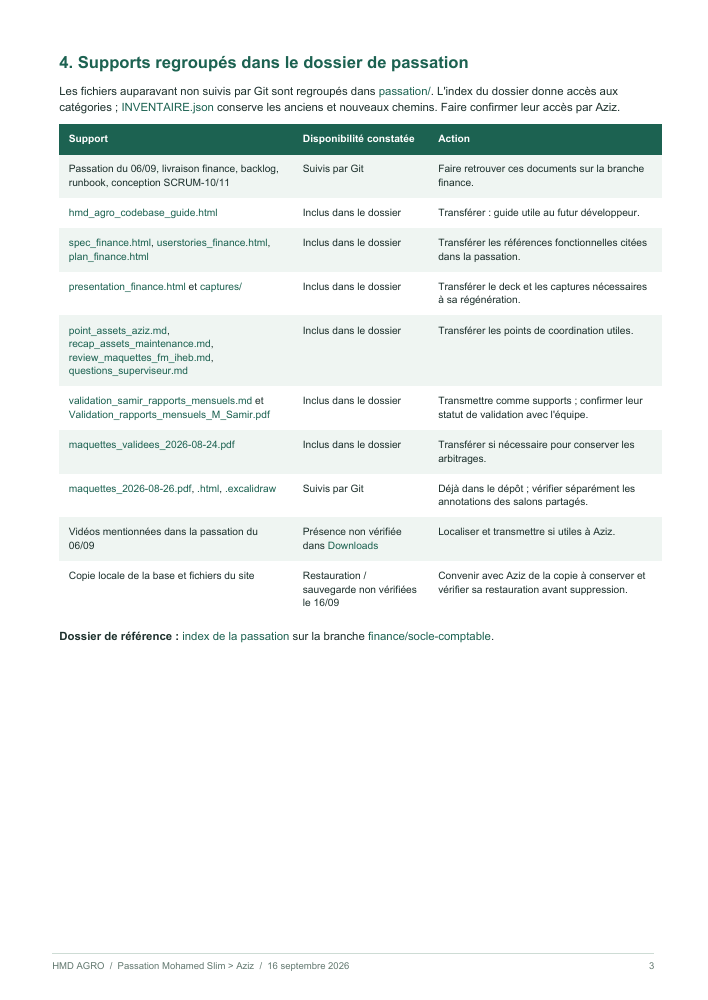 4. Supports regroupés dans le dossier de passation
Les fichiers auparavant non suivis par Git sont regroupés dans passation/. L'index du dossier donne accès aux
catégories ; INVENTAIRE.json conserve les anciens et nouveaux chemins. Faire confirmer leur accès par Aziz.
Support Disponibilité constatée Action
Passation du 06/09, livraison finance, backlog,
runbook, conception SCRUM-10/11
Suivis par Git
Faire retrouver ces documents sur la branche
finance.
hmd_agro_codebase_guide.html
Inclus dans le dossier
Transférer : guide utile au futur développeur.
spec_finance.html, userstories_finance.html,
plan_finance.html
Inclus dans le dossier
Transférer les références fonctionnelles citées
dans la passation.
presentation_finance.html et captures/
Inclus dans le dossier
Transférer le deck et les captures nécessaires
à sa régénération.
point_assets_aziz.md,
recap_assets_maintenance.md,
review_maquettes_fm_iheb.md,
questions_superviseur.md
Inclus dans le dossier
Transférer les points de coordination utiles.
validation_samir_rapports_mensuels.md et
Validation_rapports_mensuels_M_Samir.pdf
Inclus dans le dossier
Transmettre comme supports ; confirmer leur
statut de validation avec l'équipe.
maquettes_validees_2026-08-24.pdf
Inclus dans le dossier
Transférer si nécessaire pour conserver les
arbitrages.
maquettes_2026-08-26.pdf, .html, .excalidraw
Suivis par Git
Déjà dans le dépôt ; vérifier séparément les
annotations des salons partagés.
Vidéos mentionnées dans la passation du
06/09
Présence non vérifiée
dans Downloads
Localiser et transmettre si utiles à Aziz.
Copie locale de la base et fichiers du site
Restauration /
sauvegarde non vérifiées
le 16/09
Convenir avec Aziz de la copie à conserver et
vérifier sa restauration avant suppression.
Dossier de référence : index de la passation sur la branche finance/socle-comptable.
HMD AGRO / Passation Mohamed Slim > Aziz / 16 septembre 2026 3